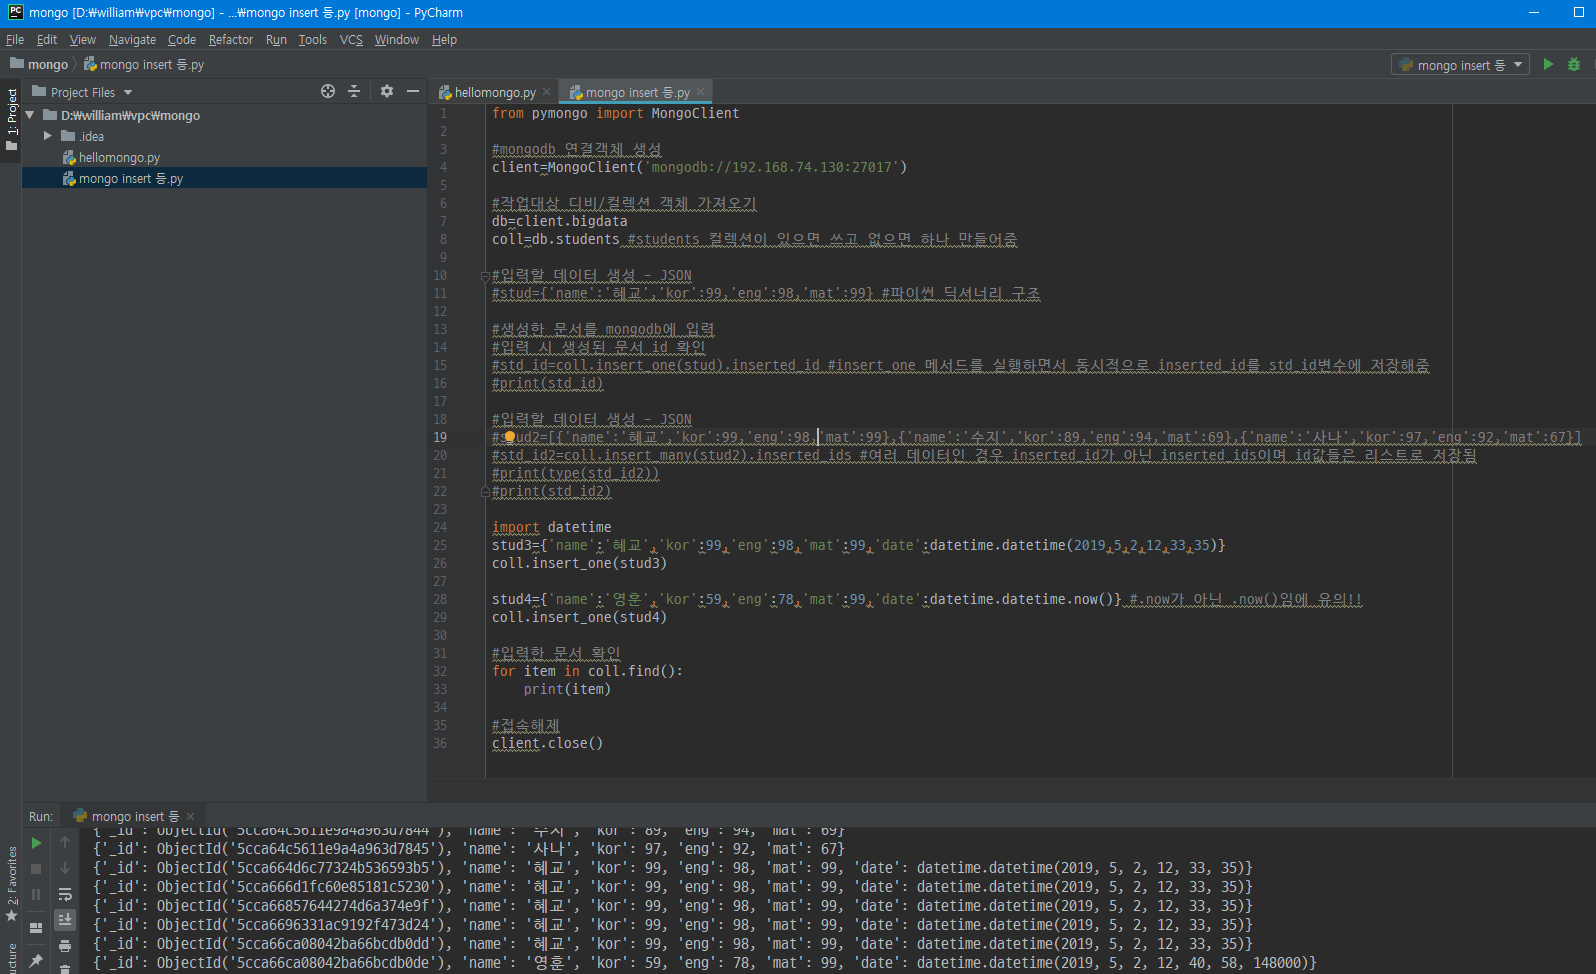 mongo [D:₩william₩vpc₩mongo] - ...₩mongo insert 등.py [mongo] - PyCharm
File Edit View Navigate Code Refactor Run Tools VCS Window Help
mongo mongo insert 등.py
mongo insert 등
1: Project
Project Files
hellomongo.py mongo insert 등.py
D:₩william₩vpc₩mongo
.idea
hellomongo.py
mongo insert 등.py
1 from pymongo import MongoClient
2
3 #mongodb 연결객체 생성
4 client=MongoClient('mongodb://192.168.74.130:27017')
5
6 #작업대상 디비/컬렉션 객체 가져오기
7 db=client.bigdata
8 coll=db.students #students 컬렉션이 있으면 쓰고 없으면 하나 만들어줌
9
10 #입력할 데이터 생성 - JSON
11 #stud={'name':'혜교','kor':99,'eng':98,'mat':99} #파이썬 딕셔너리 구조
12
13 #생성한 문서를 mongodb에 입력
14 #입력 시 생성된 문서 id 확인
15 #std_id=coll.insert_one(stud).inserted_id #insert_one 메서드를 실행하면서 동시적으로 inserted_id를 std_id변수에 저장해줌
16 #print(std_id)
17
18 #입력할 데이터 생성 - JSON
19 #stud2=[{'name':'혜교','kor':99,'eng':98,'mat':99},{'name':'수지','kor':89,'eng':94,'mat':69},{'name':'사나','kor':97,'eng':92,'mat':67}]
20 #std_id2=coll.insert_many(stud2).inserted_ids #여러 데이터인 경우 inserted_id가 아닌 inserted_ids이며 id값들은 리스트로 저장됨
21 #print(type(std_id2))
22 #print(std_id2)
23
24 import datetime
25 stud3={'name':'혜교','kor':99,'eng':98,'mat':99,'date':datetime.datetime(2019,5,2,12,33,35)}
26 coll.insert_one(stud3)
27
28 stud4={'name':'영훈','kor':59,'eng':78,'mat':99,'date':datetime.datetime.now()} #.now가 아닌 .now()임에 유의!!
29 coll.insert_one(stud4)
30
31 #입력한 문서 확인
32 for item in coll.find():
33 print(item)
34
35 #접속해제
36 client.close()
Run: mongo insert 등
{'_id': ObjectId('5cca64c5611e9a4a963d7844'), 'name': '수지', 'kor': 89, 'eng': 94, 'mat': 69}
{'_id': ObjectId('5cca64c5611e9a4a963d7845'), 'name': '사나', 'kor': 97, 'eng': 92, 'mat': 67}
{'_id': ObjectId('5cca664d6c77324b536593b5'), 'name': '혜교', 'kor': 99, 'eng': 98, 'mat': 99, 'date': datetime.datetime(2019, 5, 2, 12, 33, 35)}
{'_id': ObjectId('5cca666d1fc60e85181c5230'), 'name': '혜교', 'kor': 99, 'eng': 98, 'mat': 99, 'date': datetime.datetime(2019, 5, 2, 12, 33, 35)}
{'_id': ObjectId('5cca66857644274d6a374e9f'), 'name': '혜교', 'kor': 99, 'eng': 98, 'mat': 99, 'date': datetime.datetime(2019, 5, 2, 12, 33, 35)}
{'_id': ObjectId('5cca6696331ac9192f473d24'), 'name': '혜교', 'kor': 99, 'eng': 98, 'mat': 99, 'date': datetime.datetime(2019, 5, 2, 12, 33, 35)}
{'_id': ObjectId('5cca66ca08042ba66bcdb0dd'), 'name': '혜교', 'kor': 99, 'eng': 98, 'mat': 99, 'date': datetime.datetime(2019, 5, 2, 12, 33, 35)}
{'_id': ObjectId('5cca66ca08042ba66bcdb0de'), 'name': '영훈', 'kor': 59, 'eng': 78, 'mat': 99, 'date': datetime.datetime(2019, 5, 2, 12, 40, 58, 148000)}
2: Favorites
ucture